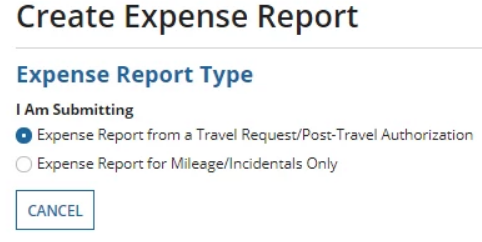 Create Expense Report
Expense Report Type
I Am Submitting
Expense Report from a Travel Request/Post-Travel Authorization
Expense Report for Mileage/Incidentals Only
CANCEL